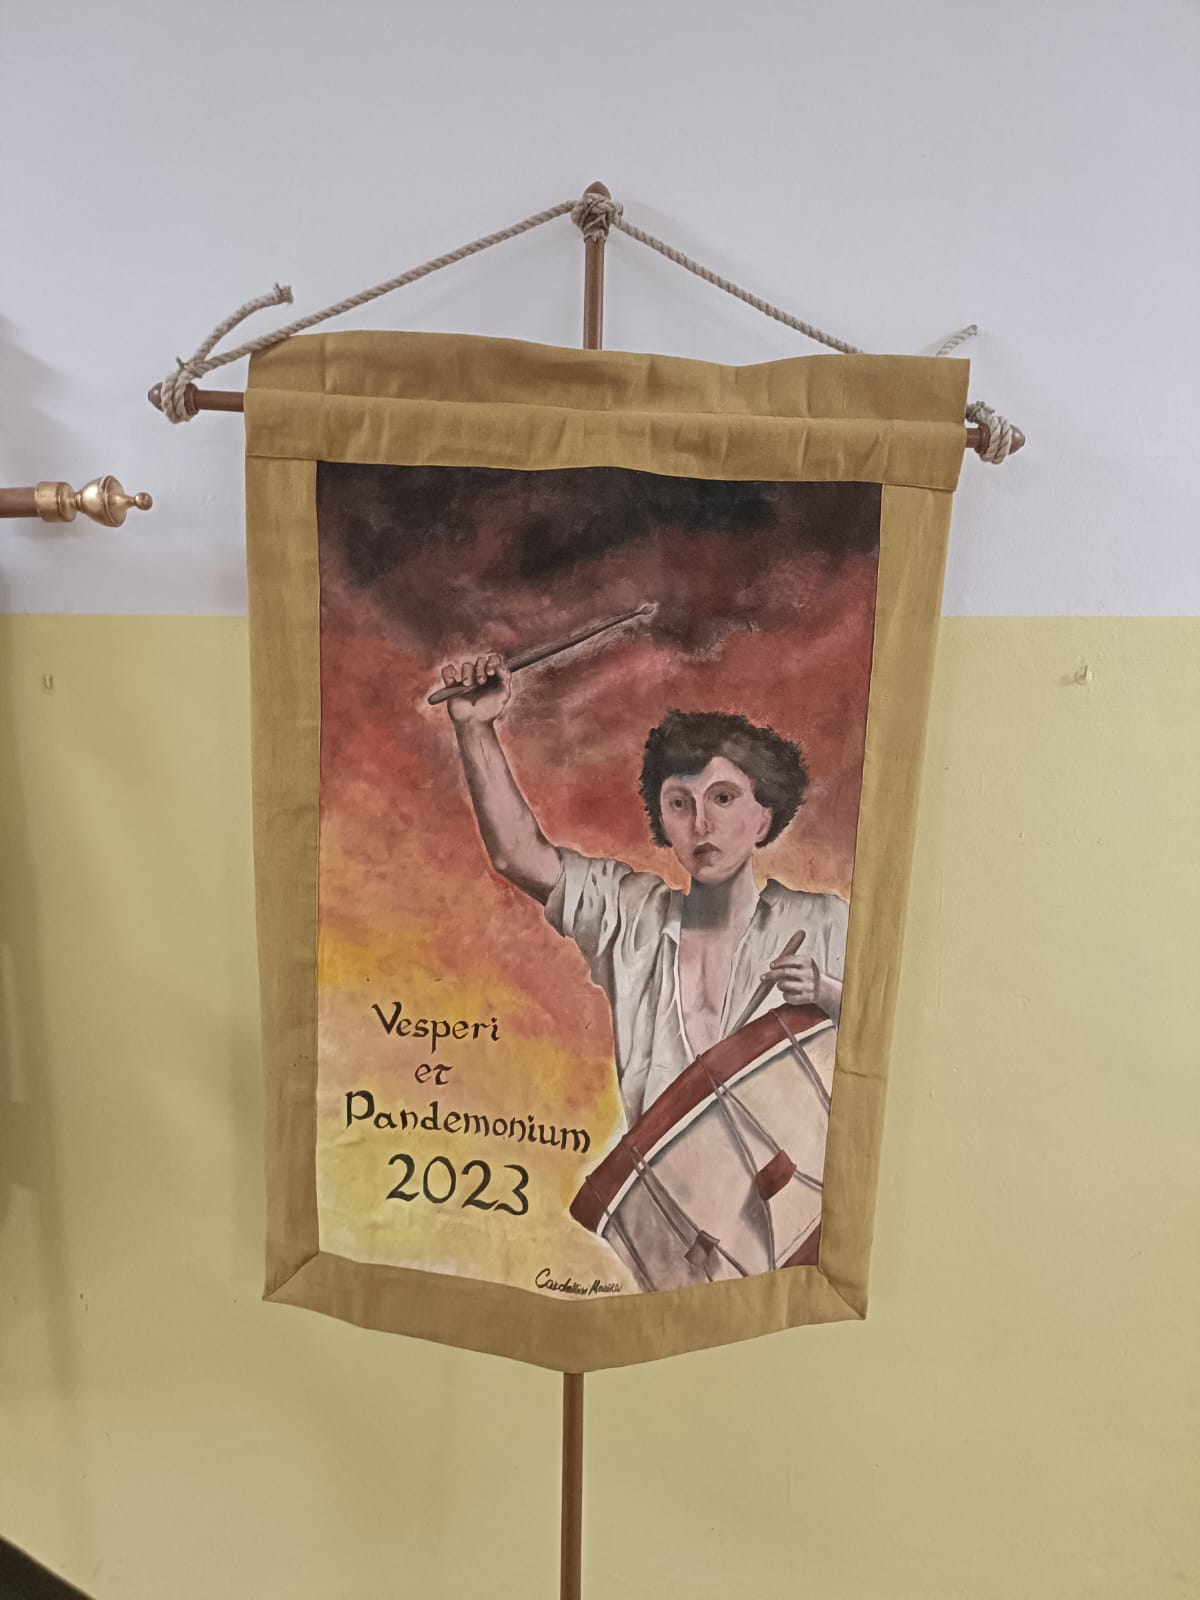 Vesperi
et
Pandemonium
2023